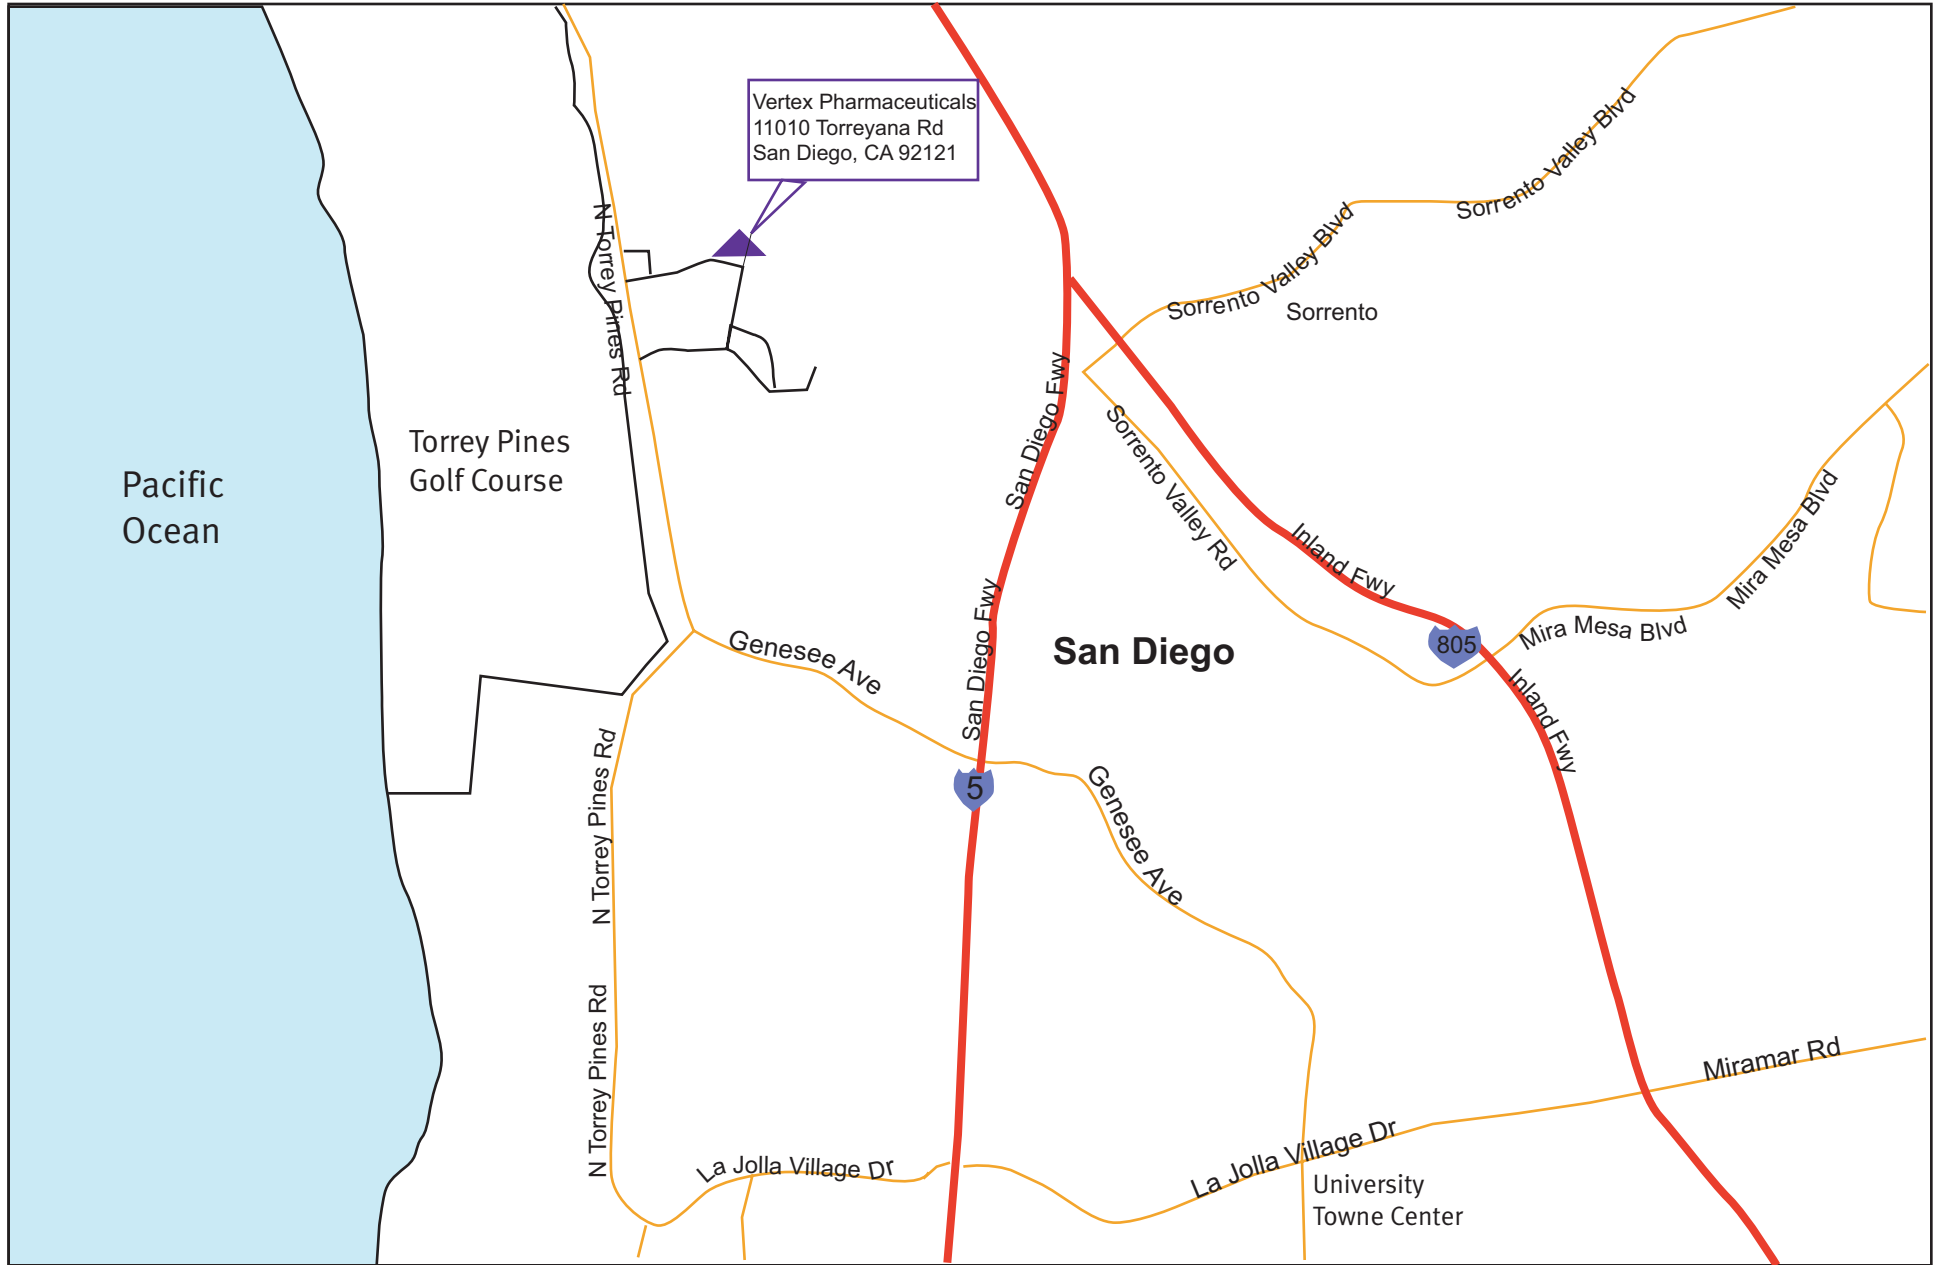 Vertex Pharmaceuticals
11010 Torreyana Rd
San Diego, CA 92121
Sorrento Valley Blvd
Sorrento Valley Blvd
Sorrento Valley Blvd
Sorrento
N Torrey Pines Rd
San Diego Fwy
Torrey Pines
Golf Course
Pacific
Ocean
Sorrento Valley Rd
Inland Fwy
Mira Mesa Blvd
Mira Mesa Blvd
805
San Diego Fwy
San Diego
Genesee Ave
Inland Fwy
N Torrey Pines Rd
5
Genesee Ave
N Torrey Pines Rd
Miramar Rd
La Jolla Village Dr
La Jolla Village Dr
University
Towne Center